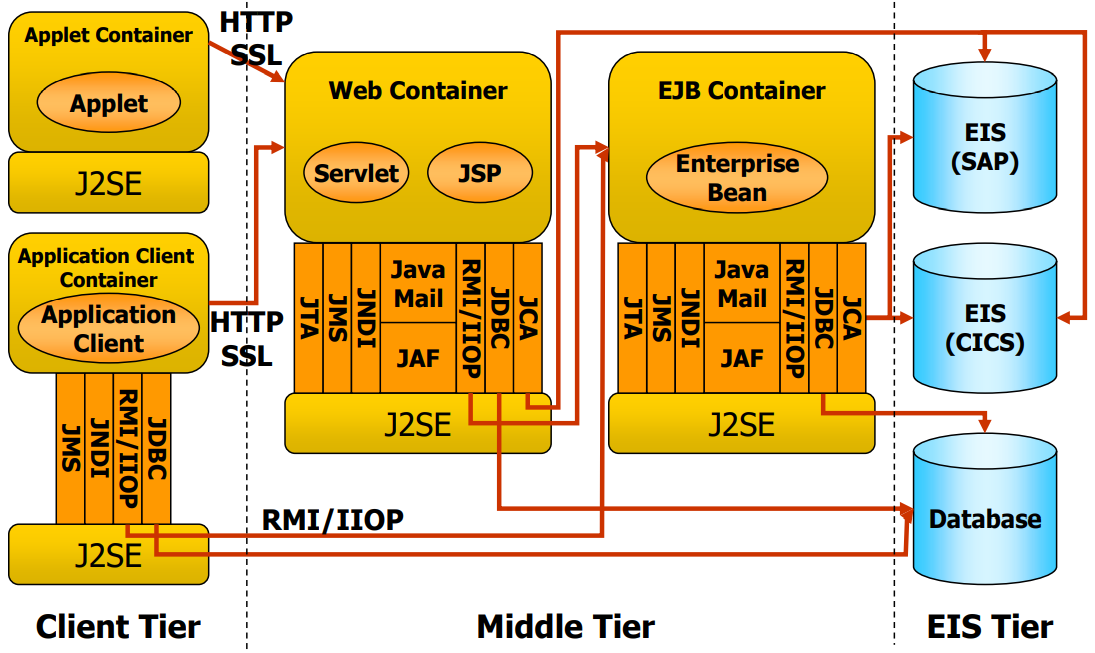 Applet Container
Applet
J2SE
Application Client
Container
Application
Client
JMS
JNDI
RMI/IIOP
JDBC
J2SE
HTTP
SSL
HTTP
SSL
RMI/IIOP
Web Container
Servlet
JSP
JTA
JMS
JNDI
Java
Mail
JAF
RMI/IIOP
JDBC
JCA
J2SE
EJB Container
Enterprise
Bean
JTA
JMS
JNDI
Java
Mail
JAF
RMI/IIOP
JDBC
JCA
J2SE
EIS
(SAP)
EIS
(CICS)
Database
Client Tier
Middle Tier
EIS Tier